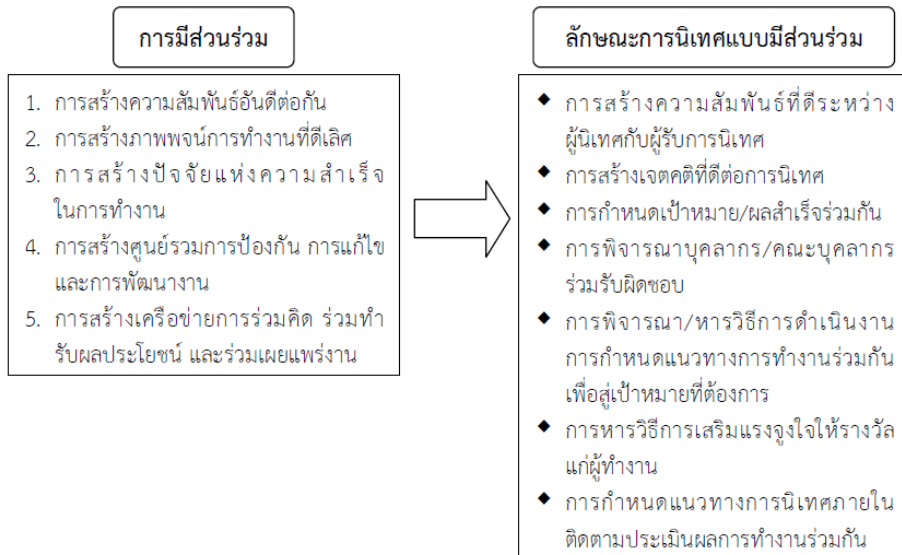 การมีส่วนร่วม
1. การสร้างความสัมพันธ์อันดีต่อกัน
2. การสร้างภาพพจน์การทำงานที่ดีเลิศ
3. การสร้างปัจจัยแห่งความสำเร็จ
ในการทำงาน
4. การสร้างศูนย์รวมการป้องกัน การแก้ไข
และการพัฒนางาน
5. การสร้างเครือข่ายการร่วมคิด ร่วมทำ
รับผลประโยชน์ และร่วมเผยแพร่งาน
ลักษณะการนิเทศแบบมีส่วนร่วม
◆ การสร้างความสัมพันธ์ที่ดีระหว่าง
ผู้นิเทศกับผู้รับการนิเทศ
◆ การสร้างเจตคติที่ดีต่อการนิเทศ
◆ การกำหนดเป้าหมาย/ผลสำเร็จร่วมกัน
◆ การพิจารณาบุคลากร/คณะบุคลากร
ร่วมรับผิดชอบ
◆ การพิจารณา/หารวิธีการดำเนินงาน
การกำหนดแนวทางการทำงานร่วมกัน
เพื่อสู่เป้าหมายที่ต้องการ
◆ การหารวิธีการเสริมแรงจูงใจให้รางวัล
แก่ผู้ทำงาน
◆ การกำหนดแนวทางการนิเทศภายใน
ติดตามประเมินผลการทำงานร่วมกัน